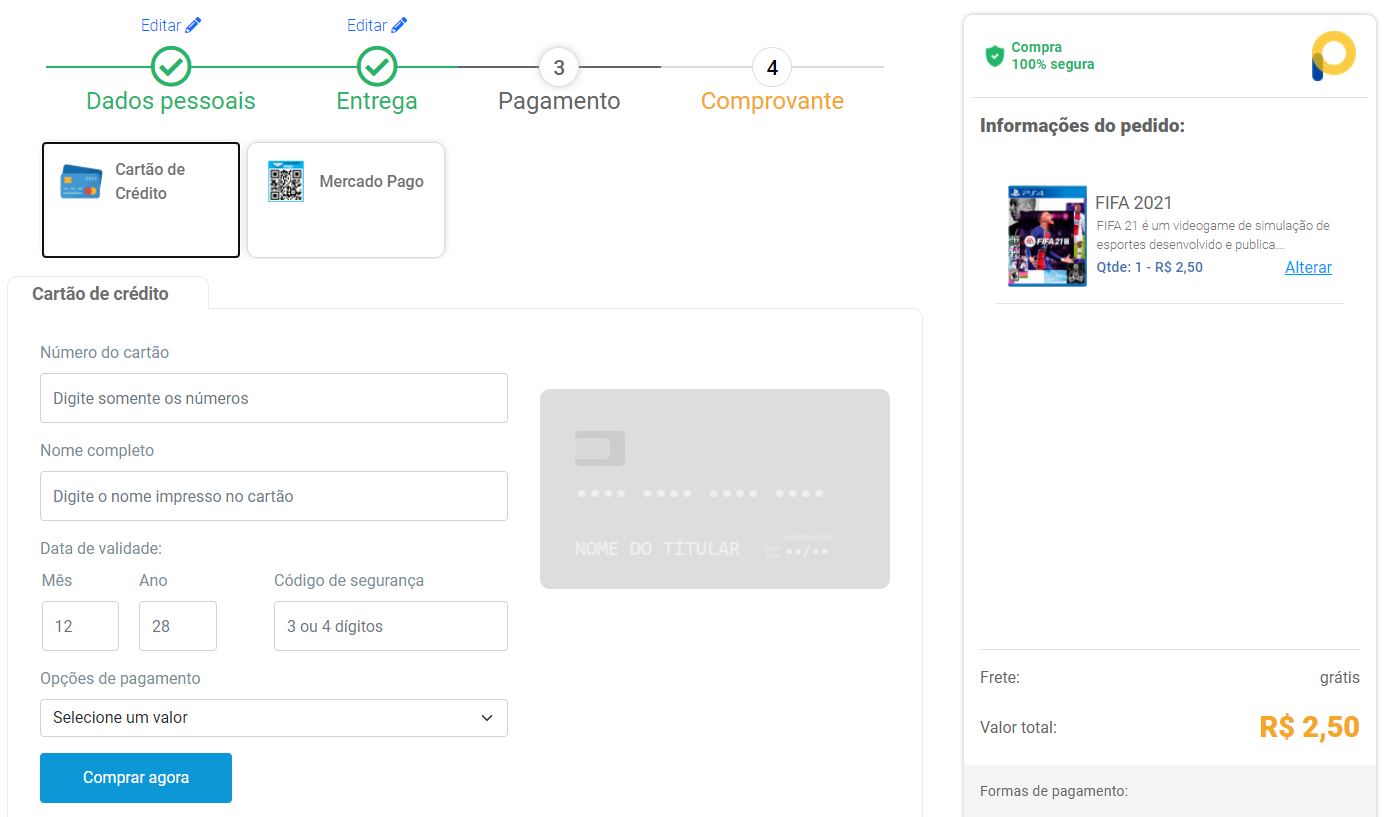 Editar
Editar
3
4
Dados pessoais
Entrega
Pagamento
Comprovante
Cartão de
Crédito
Mercado Pago
Cartão de crédito
Número do cartão
Digite somente os números
Nome completo
Digite o nome impresso no cartão
Data de validade:
Mês
Ano
Código de segurança
12
28
3 ou 4 dígitos
Opções de pagamento
Selecione um valor
Comprar agora
•••• •••• •••• ••••
NOME DO TÍTULAR
••/••
Compra
100% segura
Informações do pedido:
PS4
FIFA 21
FIFA 2021
FIFA 21 é um videogame de simulação de
esportes desenvolvido e publica...
Qtde: 1 - R$ 2,50
Alterar
Frete:
grátis
Valor total:
R$ 2,50
Formas de pagamento: